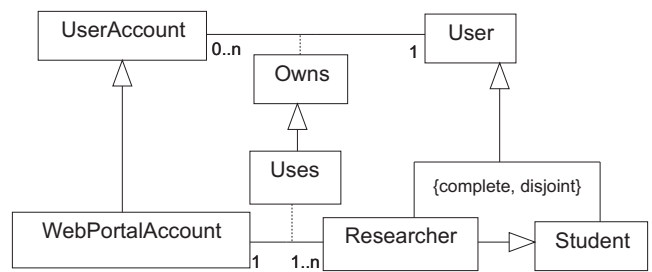 UserAccount
User
0..n
1
Owns
Uses
{complete, disjoint}
WebPortalAccount
Researcher
Student
1
1..n